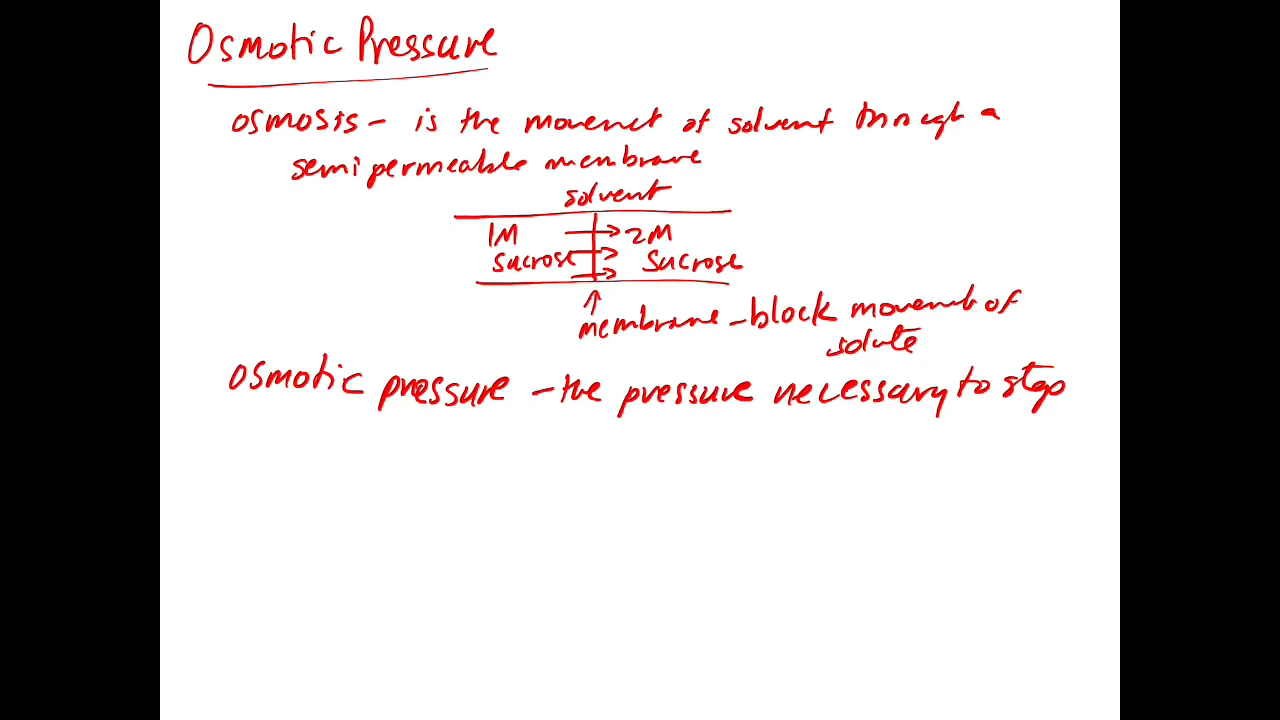 Osmotic Pressure
osmosis - is the movement of solvent through a
semipermeable membrane
solvent
1M → 2M
sucrose → sucrose
→
↑
membrane - block movement of
solute
osmotic pressure - the pressure necessary to stop